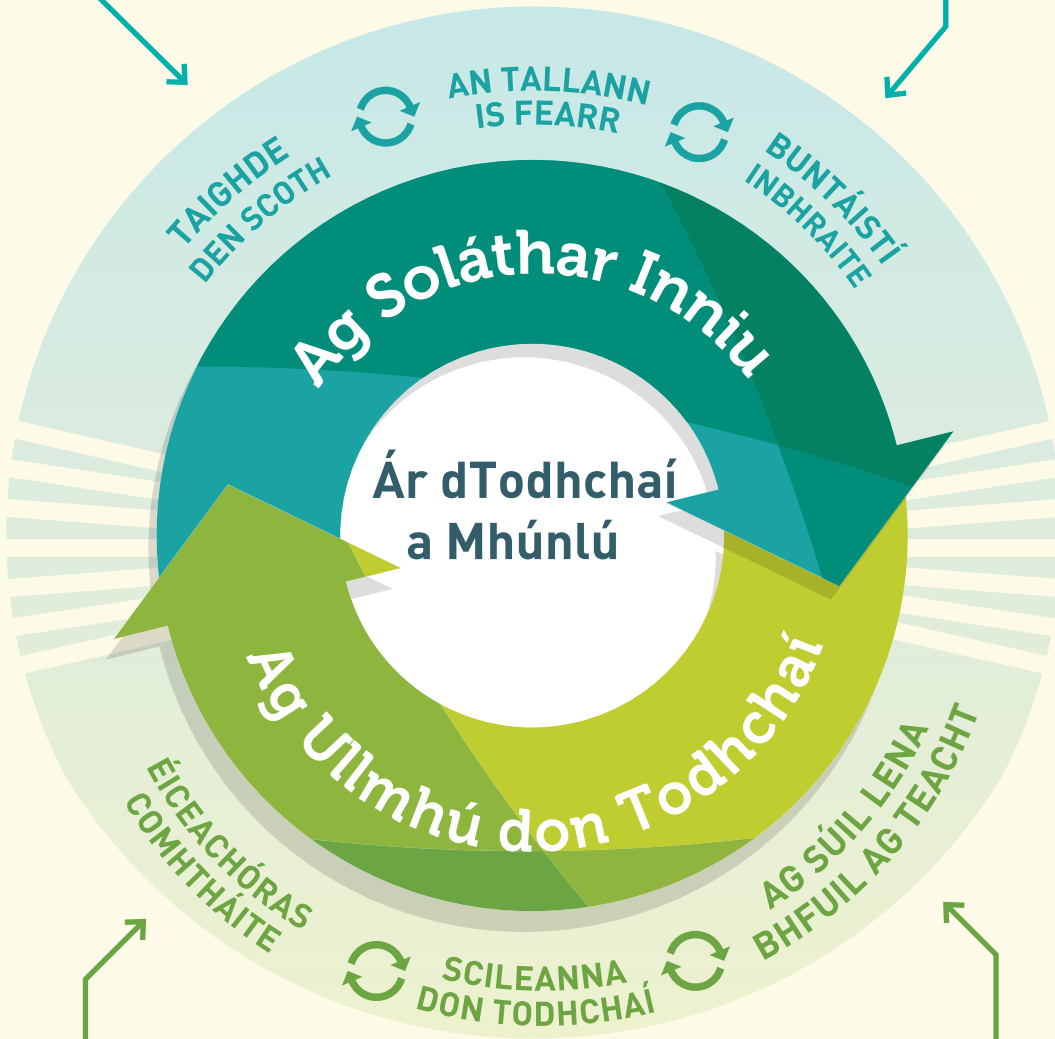 TAIGHDE
DEN SCOTH
AN TALLANN
IS FEARR
BUNTÁISTÍ
INBHRAITE
Ag Soláthar Inniu
Ár dTodhchaí
a Mhúnlú
Ag Ullmhú don Todhchaí
ÉICEACHÓRAS
COMHTHÁITE
SCILEANNA
DON TODHCHAÍ
AG SÚIL LENA
BHFUIL AG TEACHT